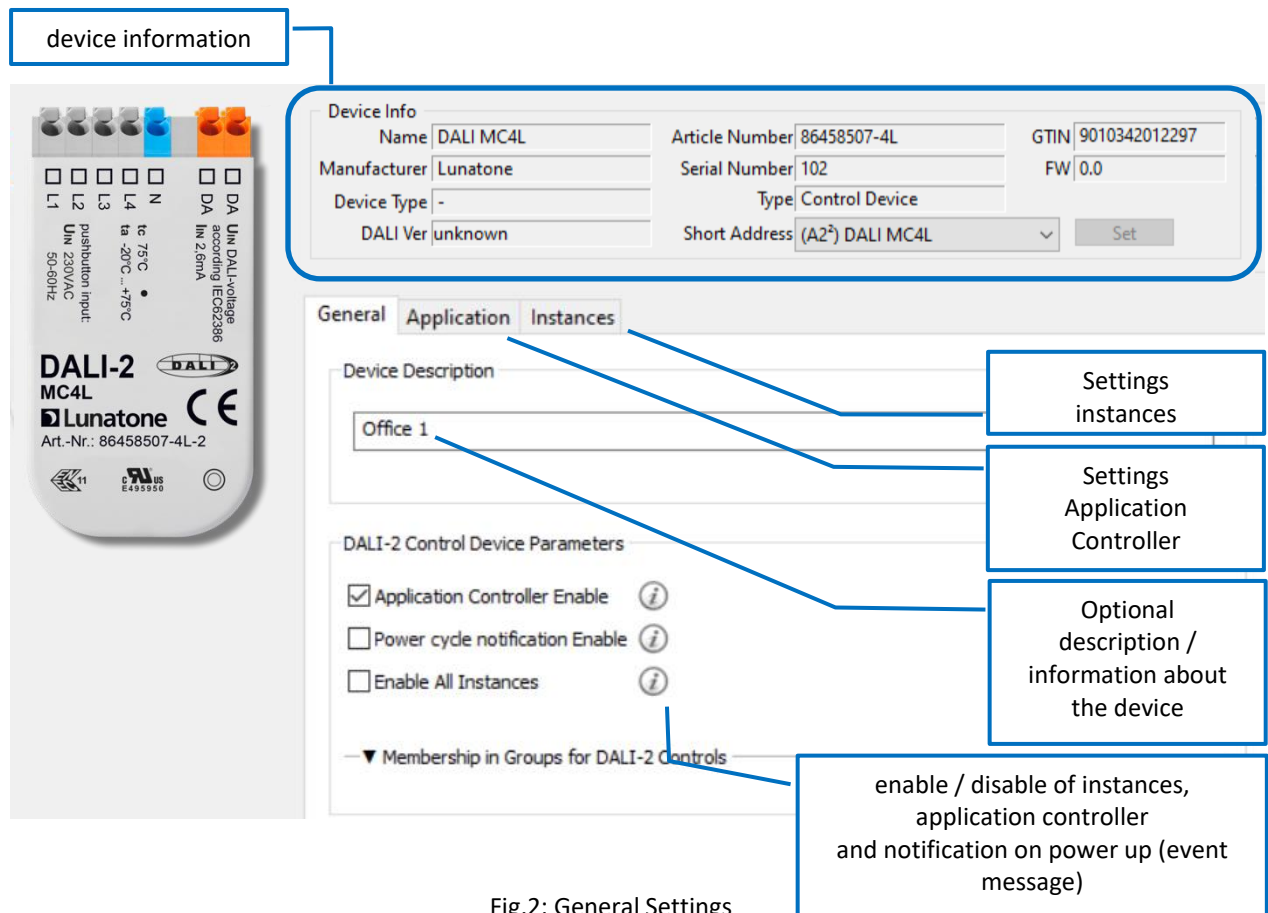 device information
Device Info
Name DALI MC4L Article Number 86458507-4L GTIN 9010342012297
Manufacturer Lunatone Serial Number 102 FW 0.0
Device Type - Type Control Device
DALI Ver unknown Short Address (A2²) DALI MC4L Set
L1 L2 L3 L4 N DA DA
pushbutton input:
UIN 230VAC
50-60Hz
tc 75°C
ta -20°C ... +75°C
UIN DALI-voltage
according IEC62386
IIN 2,6mA
DALI-2 DALI 2
MC4L
Lunatone CE
Art.-Nr.: 86458507-4L-2
11 c RU US
E495950
General Application Instances
Device Description
Office 1
Settings
instances
Settings
Application
Controller
DALI-2 Control Device Parameters
Application Controller Enable i
Power cycle notification Enable i
Enable All Instances i
Optional
description /
information about
the device
▼ Membership in Groups for DALI-2 Controls
enable / disable of instances,
application controller
and notification on power up (event
message)
Fig.2: General Settings